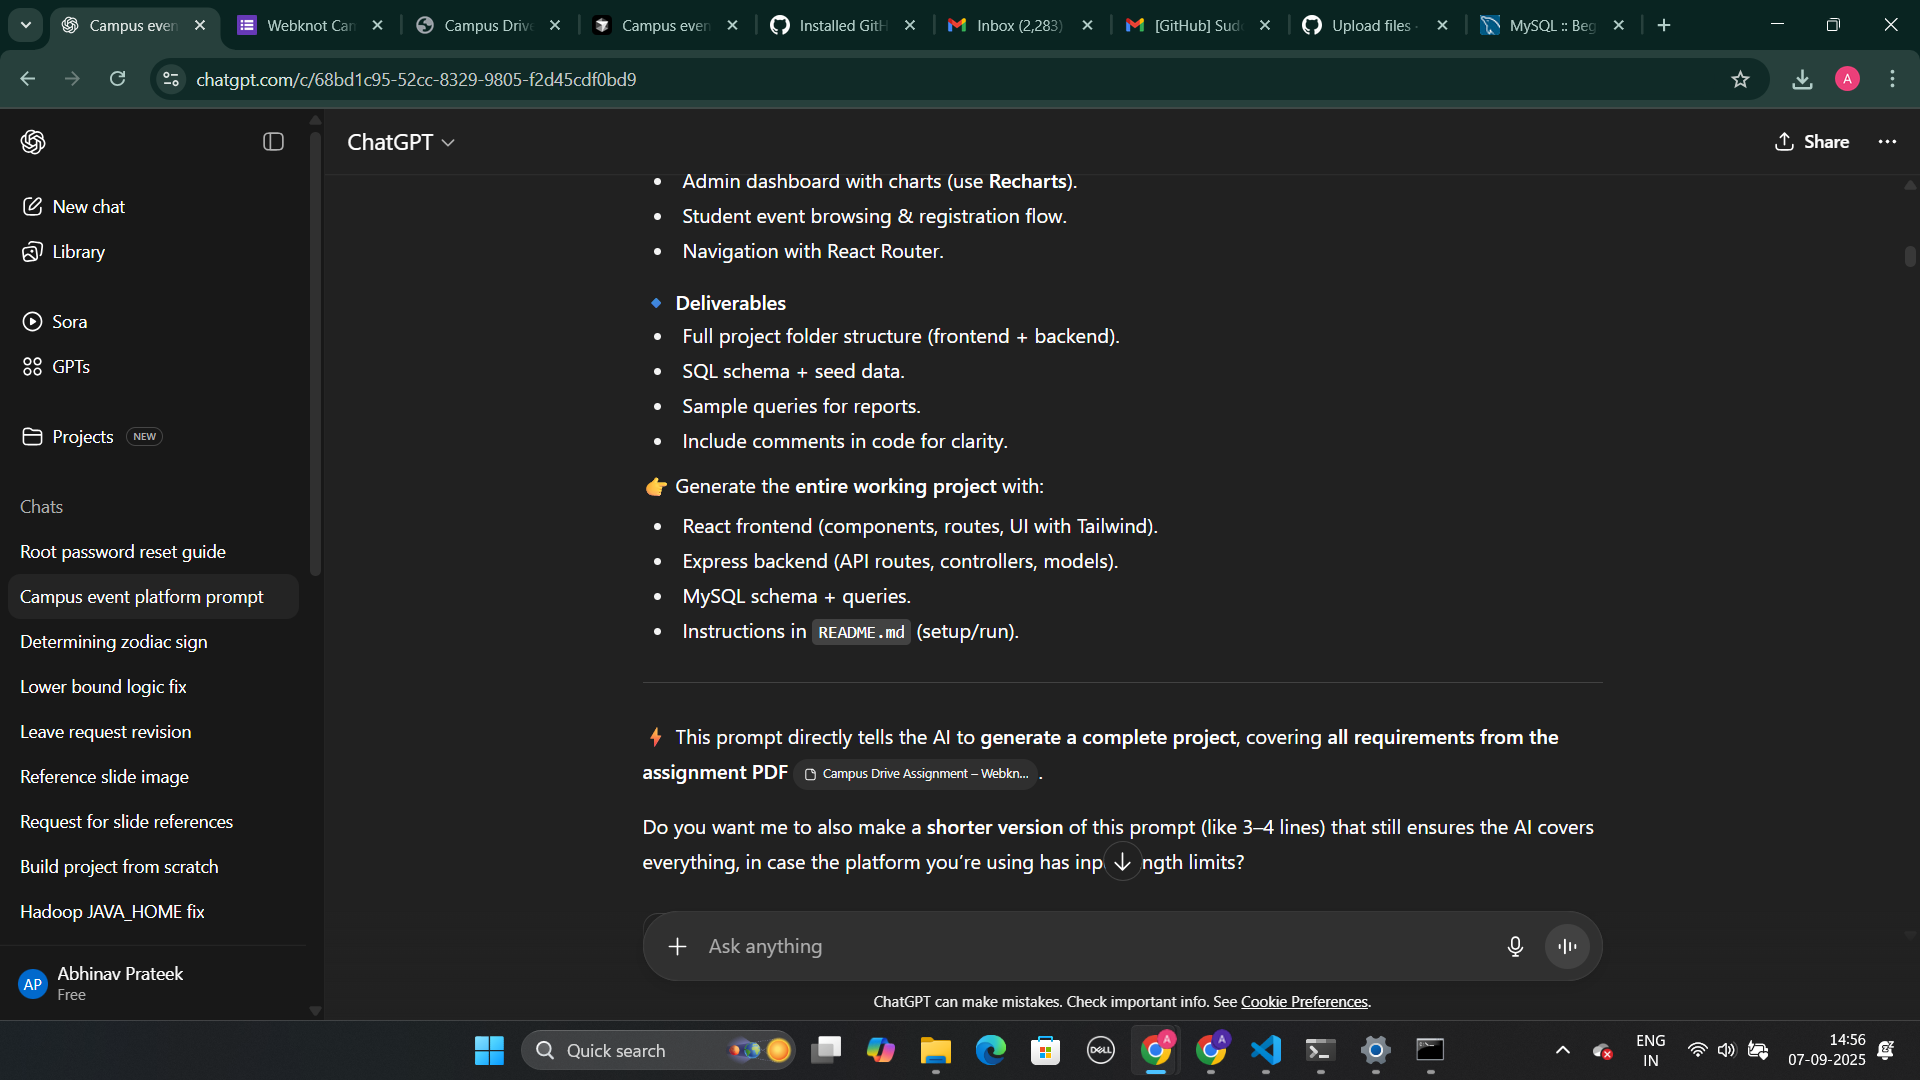 Campus even
Webknot Can
Campus Drive
Campus even
Installed GitH
Inbox (2,283)
[GitHub] Sud
Upload files
MySQL :: Beg
chatgpt.com/c/68bd1c95-52cc-8329-9805-f2d45cdf0bd9
A
ChatGPT
Share
New chat
Library
Sora
GPTs
Projects NEW
Chats
Root password reset guide
Campus event platform prompt
Determining zodiac sign
Lower bound logic fix
Leave request revision
Reference slide image
Request for slide references
Build project from scratch
Hadoop JAVA_HOME fix
AP
Abhinav Prateek
Free
• Admin dashboard with charts (use Recharts).
• Student event browsing & registration flow.
• Navigation with React Router.
🔹 Deliverables
• Full project folder structure (frontend + backend).
• SQL schema + seed data.
• Sample queries for reports.
• Include comments in code for clarity.
👉 Generate the entire working project with:
• React frontend (components, routes, UI with Tailwind).
• Express backend (API routes, controllers, models).
• MySQL schema + queries.
• Instructions in README.md (setup/run).
⚡ This prompt directly tells the AI to generate a complete project, covering all requirements from the
assignment PDF Campus Drive Assignment – Webkn... .
Do you want me to also make a shorter version of this prompt (like 3–4 lines) that still ensures the AI covers
everything, in case the platform you're using has inp ngth limits?
Ask anything
ChatGPT can make mistakes. Check important info. See Cookie Preferences.
Quick search
DELL
A
A
ENG
IN
14:56
07-09-2025